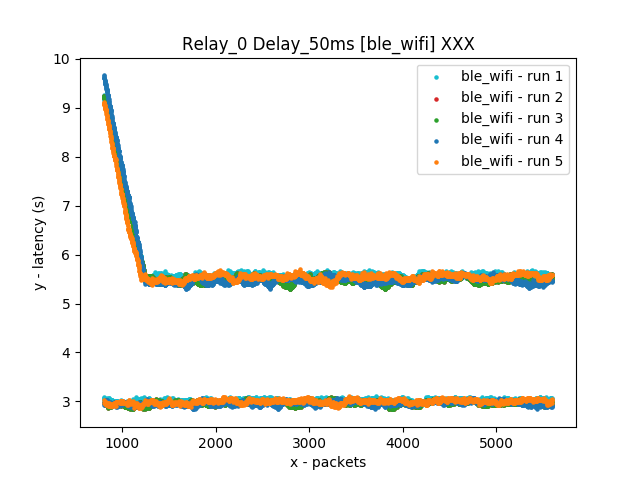 Relay_0 Delay_50ms [ble_wifi] XXX
ble_wifi - run 1
ble_wifi - run 2
ble_wifi - run 3
ble_wifi - run 4
ble_wifi - run 5
y - latency (s)
10
9
8
7
6
5
4
3
1000 2000 3000 4000 5000
x - packets